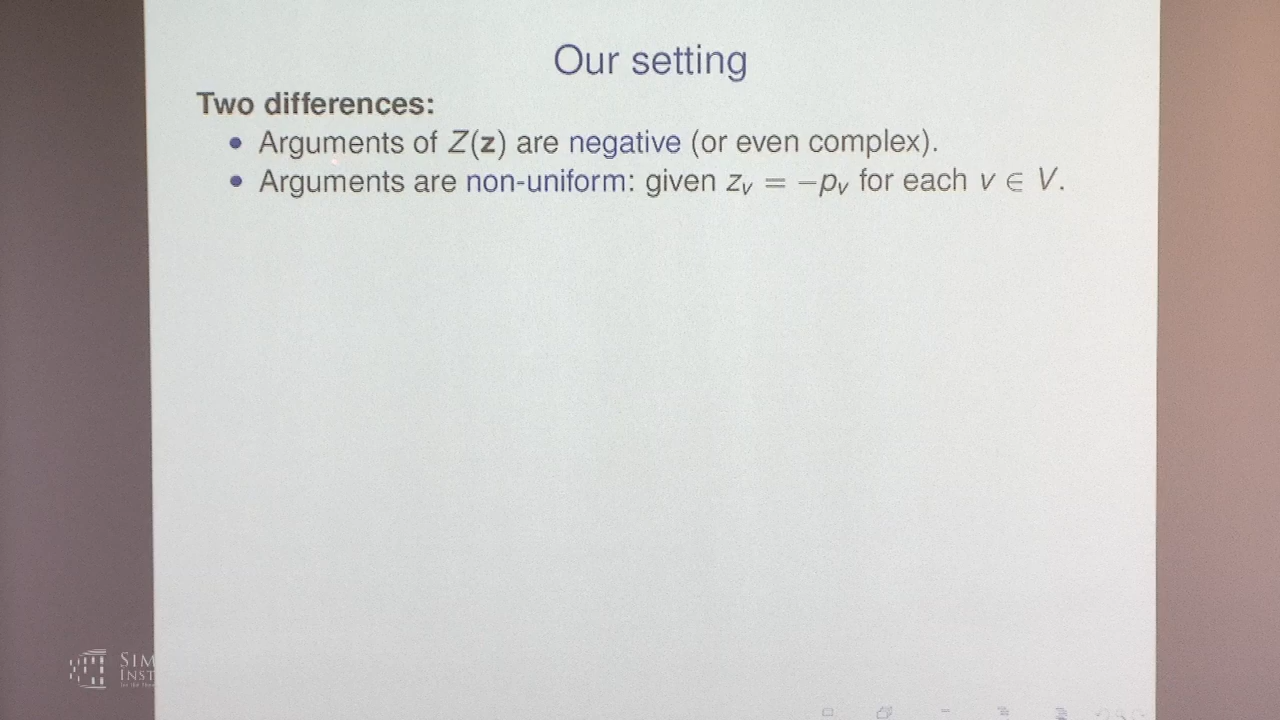 Our setting
Two differences:
• Arguments of Z(𝐳) are negative (or even complex).
• Arguments are non-uniform: given z_v = −p_v for each v ∈ V.